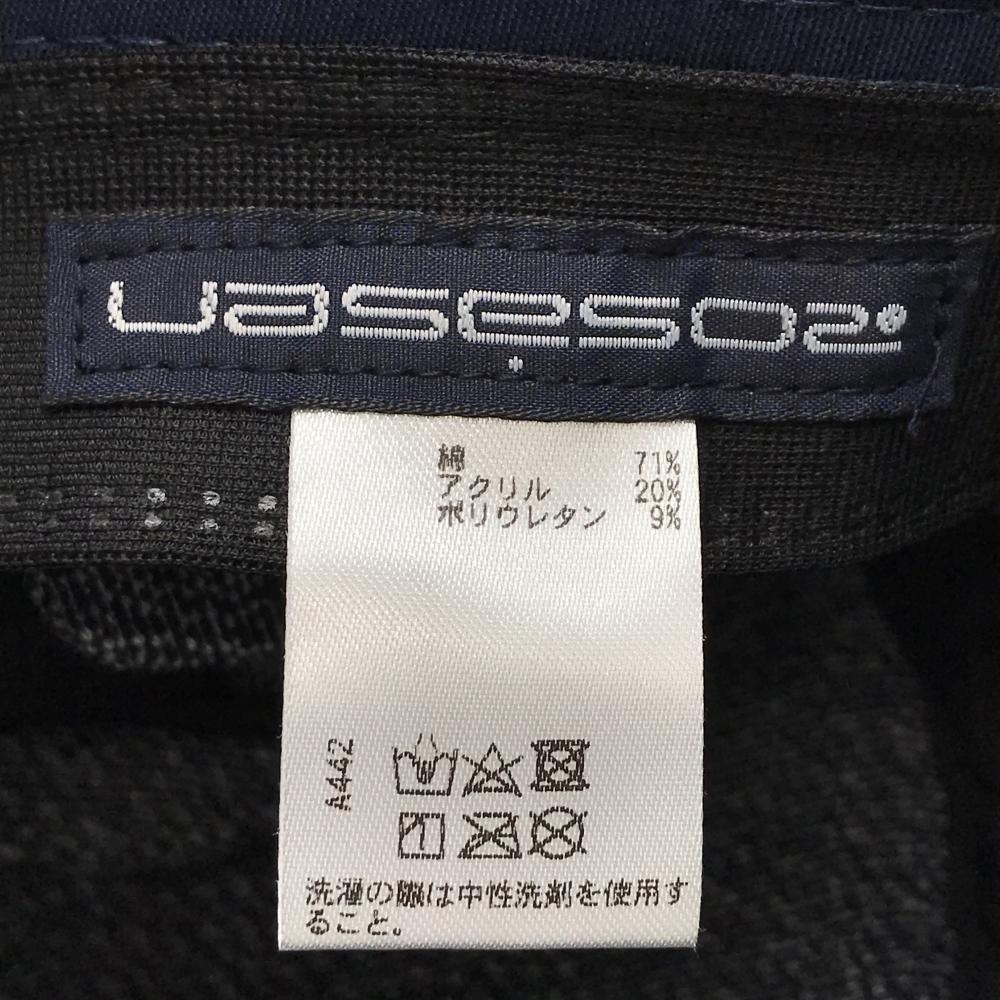 uasesoz®
綿 71%
アクリル 20%
ポリウレタン 9%
A442
洗濯の際は中性洗剤を使用す
ること。